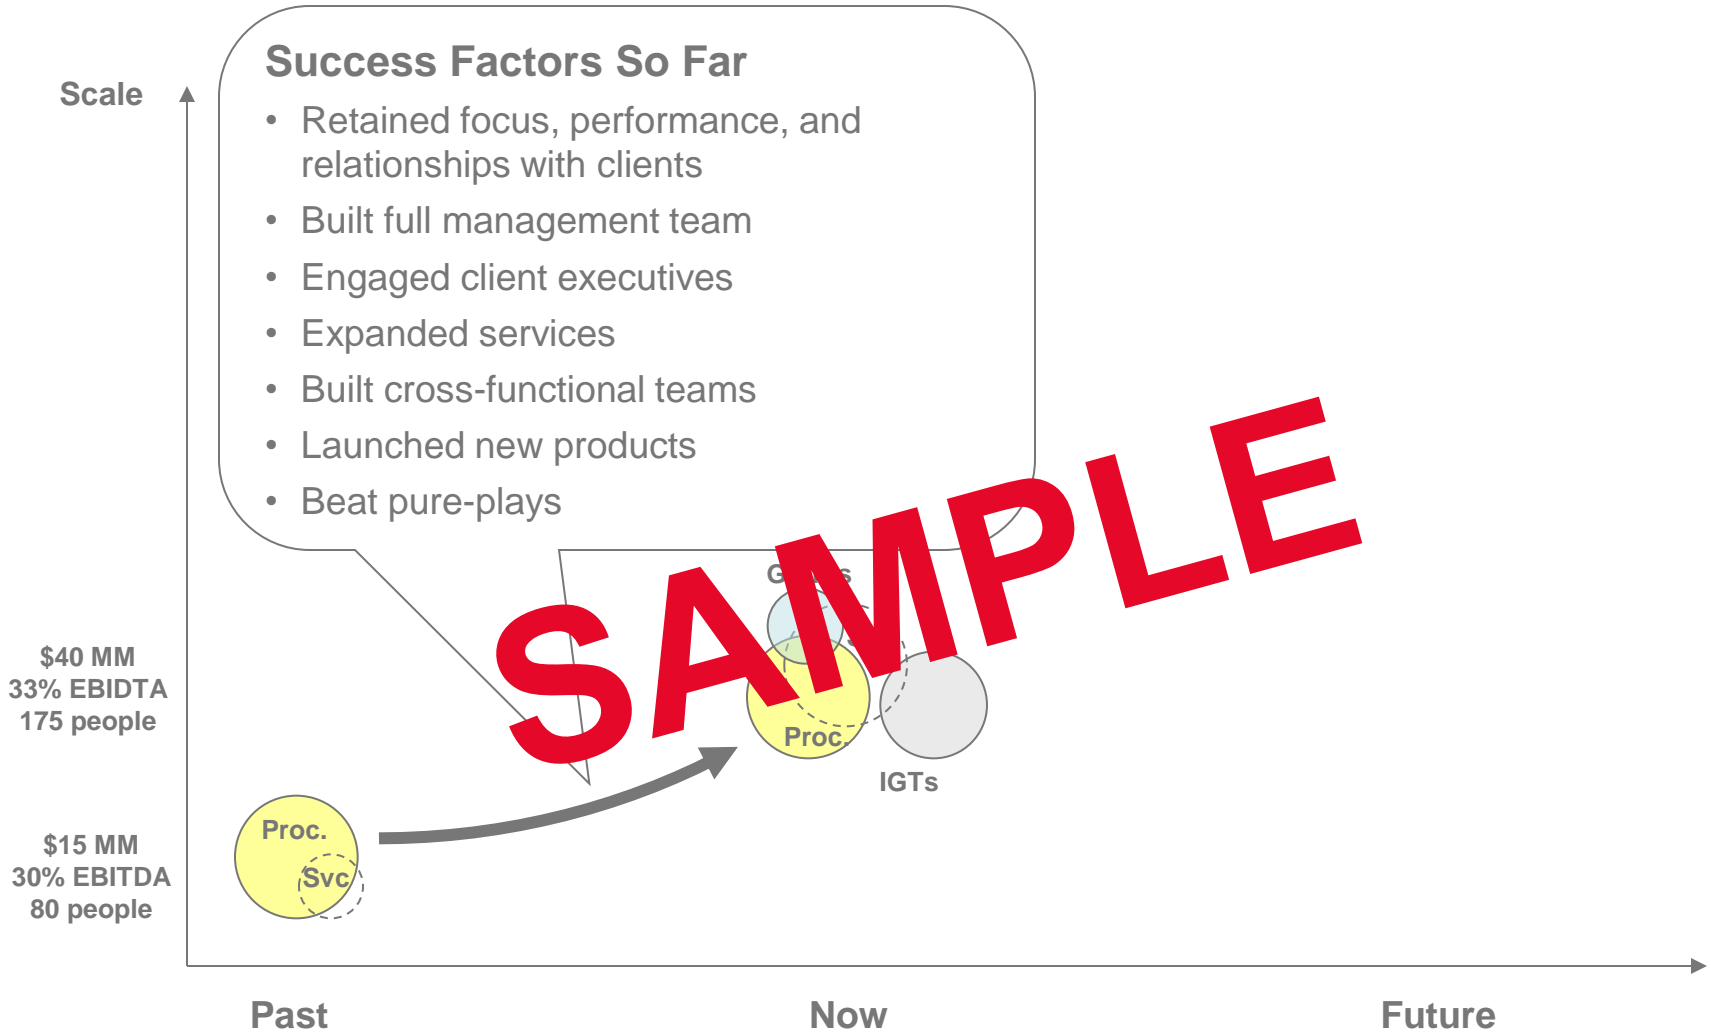 Success Factors So Far
Scale
• Retained focus, performance, and
relationships with clients
• Built full management team
• Engaged client executives
• Expanded services
• Built cross-functional teams
• Launched new products
• Beat pure-plays
SAMPLE
$40 MM
33% EBIDTA
175 people
Proc.
IGTs
$15 MM
30% EBITDA
80 people
Proc.
Svc
Past
Now
Future